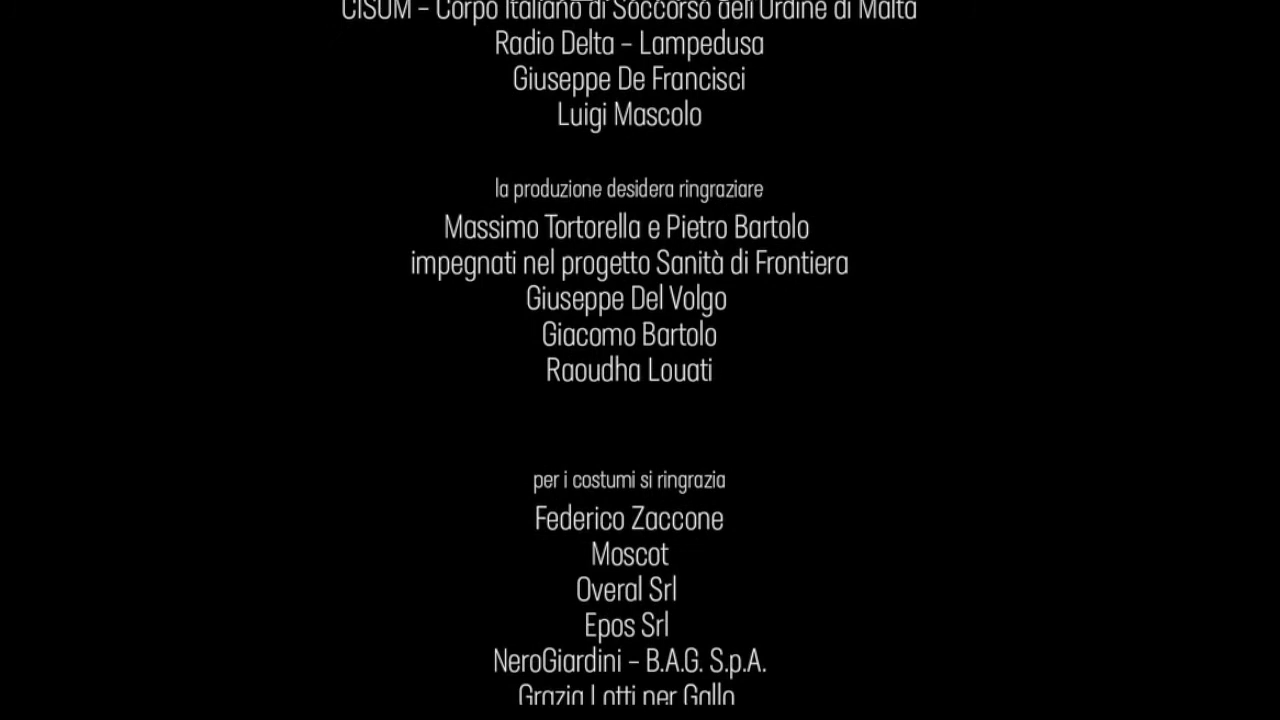 CISOM – Corpo Italiano di Soccorso dell'Ordine di Malta
Radio Delta – Lampedusa
Giuseppe De Francisci
Luigi Mascolo
la produzione desidera ringraziare
Massimo Tortorella e Pietro Bartolo
impegnati nel progetto Sanità di Frontiera
Giuseppe Del Volgo
Giacomo Bartolo
Raoudha Louati
per i costumi si ringrazia
Federico Zaccone
Moscot
Overal Srl
Epos Srl
NeroGiardini – B.A.G. S.p.A.
Grazia Lotti per Gallo